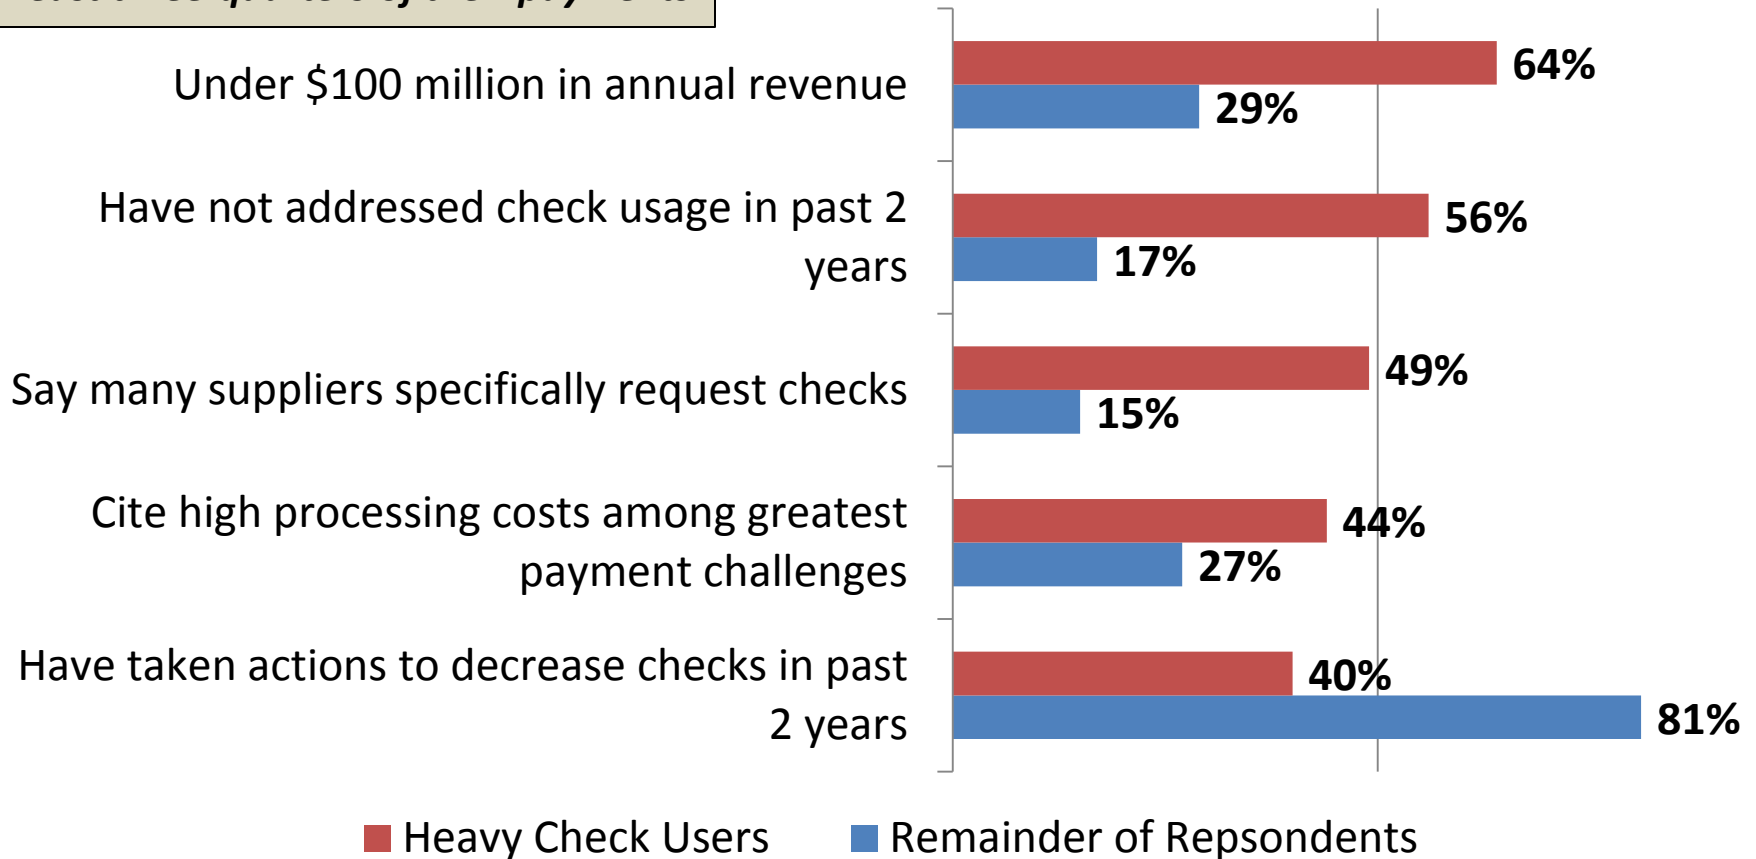 Under $100 million in annual revenue
64%
29%
Have not addressed check usage in past 2
years
56%
17%
Say many suppliers specifically request checks
49%
15%
Cite high processing costs among greatest
payment challenges
44%
27%
Have taken actions to decrease checks in past
2 years
40%
81%
Heavy Check Users
Remainder of Repsondents